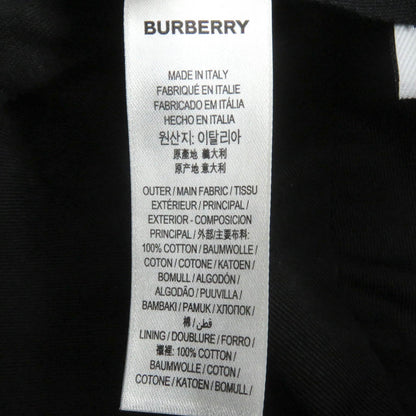 BURBERRY
MADE IN ITALY
FABRIQUÉ EN ITALIE
FABRICADO EM ITÁLIA
HECHO EN ITALIA
원산지: 이탈리아
原產地 義大利
原产地 意大利
OUTER / MAIN FABRIC / TISSU
EXTÉRIEUR / PRINCIPAL /
EXTERIOR - COMPOSICION
PRINCIPAL / 外部/主要布料:
100% COTTON / BAUMWOLLE /
COTON / COTONE / KATOEN /
BOMULL / ALGODÓN /
ALGODÃO / PUUVILLA /
BAMBAKI / PAMUK / ХЛОПОК /
棉 / قطن /
LINING / DOUBLURE / FORRO /
襯裡: 100% COTTON /
BAUMWOLLE / COTON /
COTONE / KATOEN / BOMULL /